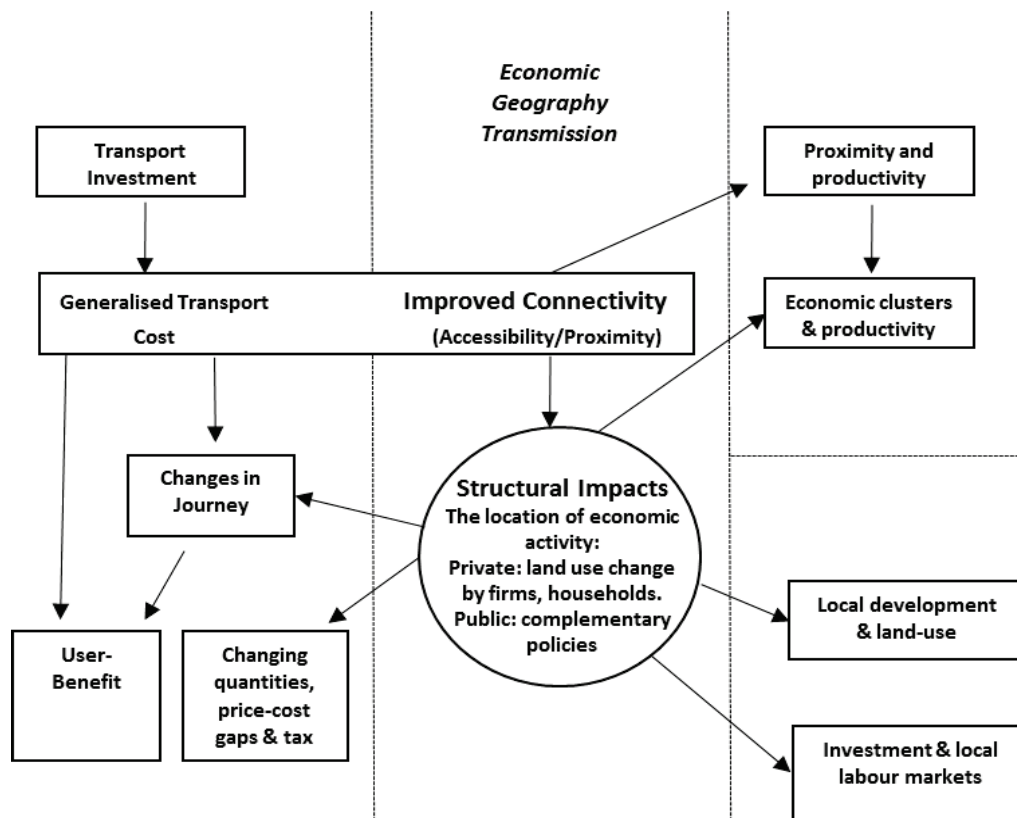 Economic
Geography
Transmission
Transport
Investment
Proximity and
productivity
Generalised Transport
Cost
Improved Connectivity
(Accessibility/Proximity)
Economic clusters
& productivity
Changes in
Journey
Structural Impacts
The location of economic
activity:
Private: land use change
by firms, households.
Public: complementary
policies
Local development
& land-use
User-
Benefit
Changing
quantities,
price-cost
gaps & tax
Investment & local
labour markets